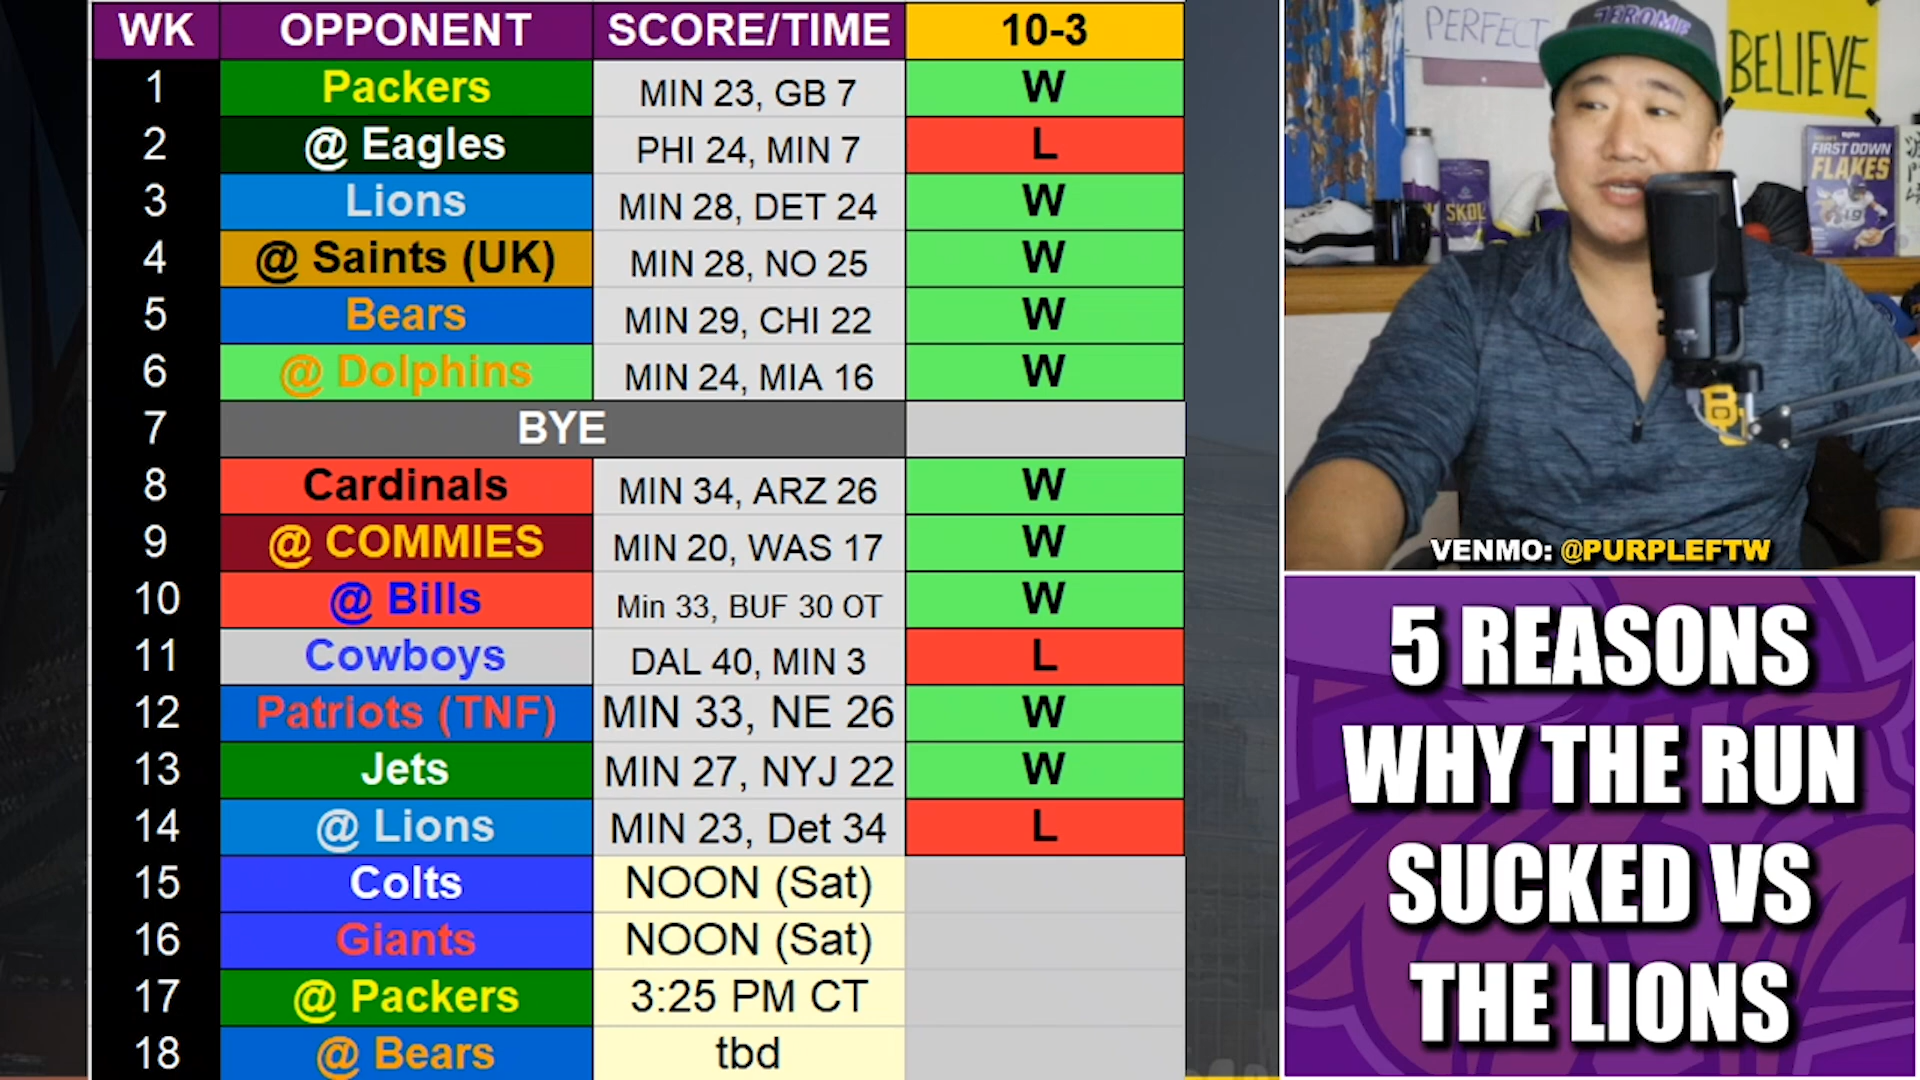 WK OPPONENT SCORE/TIME 10-3
1 Packers MIN 23, GB 7 W
2 @ Eagles PHI 24, MIN 7 L
3 Lions MIN 28, DET 24 W
4 @ Saints (UK) MIN 28, NO 25 W
5 Bears MIN 29, CHI 22 W
6 @ Dolphins MIN 24, MIA 16 W
7 BYE
8 Cardinals MIN 34, ARZ 26 W
9 @ COMMIES MIN 20, WAS 17 W
10 @ Bills Min 33, BUF 30 OT W
11 Cowboys DAL 40, MIN 3 L
12 Patriots (TNF) MIN 33, NE 26 W
13 Jets MIN 27, NYJ 22 W
14 @ Lions MIN 23, Det 34 L
15 Colts NOON (Sat)
16 Giants NOON (Sat)
17 @ Packers 3:25 PM CT
18 @ Bears tbd
PERFECT
BELIEVE
FIRST DOWN
FLAKES
SKOL
VENMO: @PURPLEFTW
5 REASONS
WHY THE RUN
SUCKED VS
THE LIONS